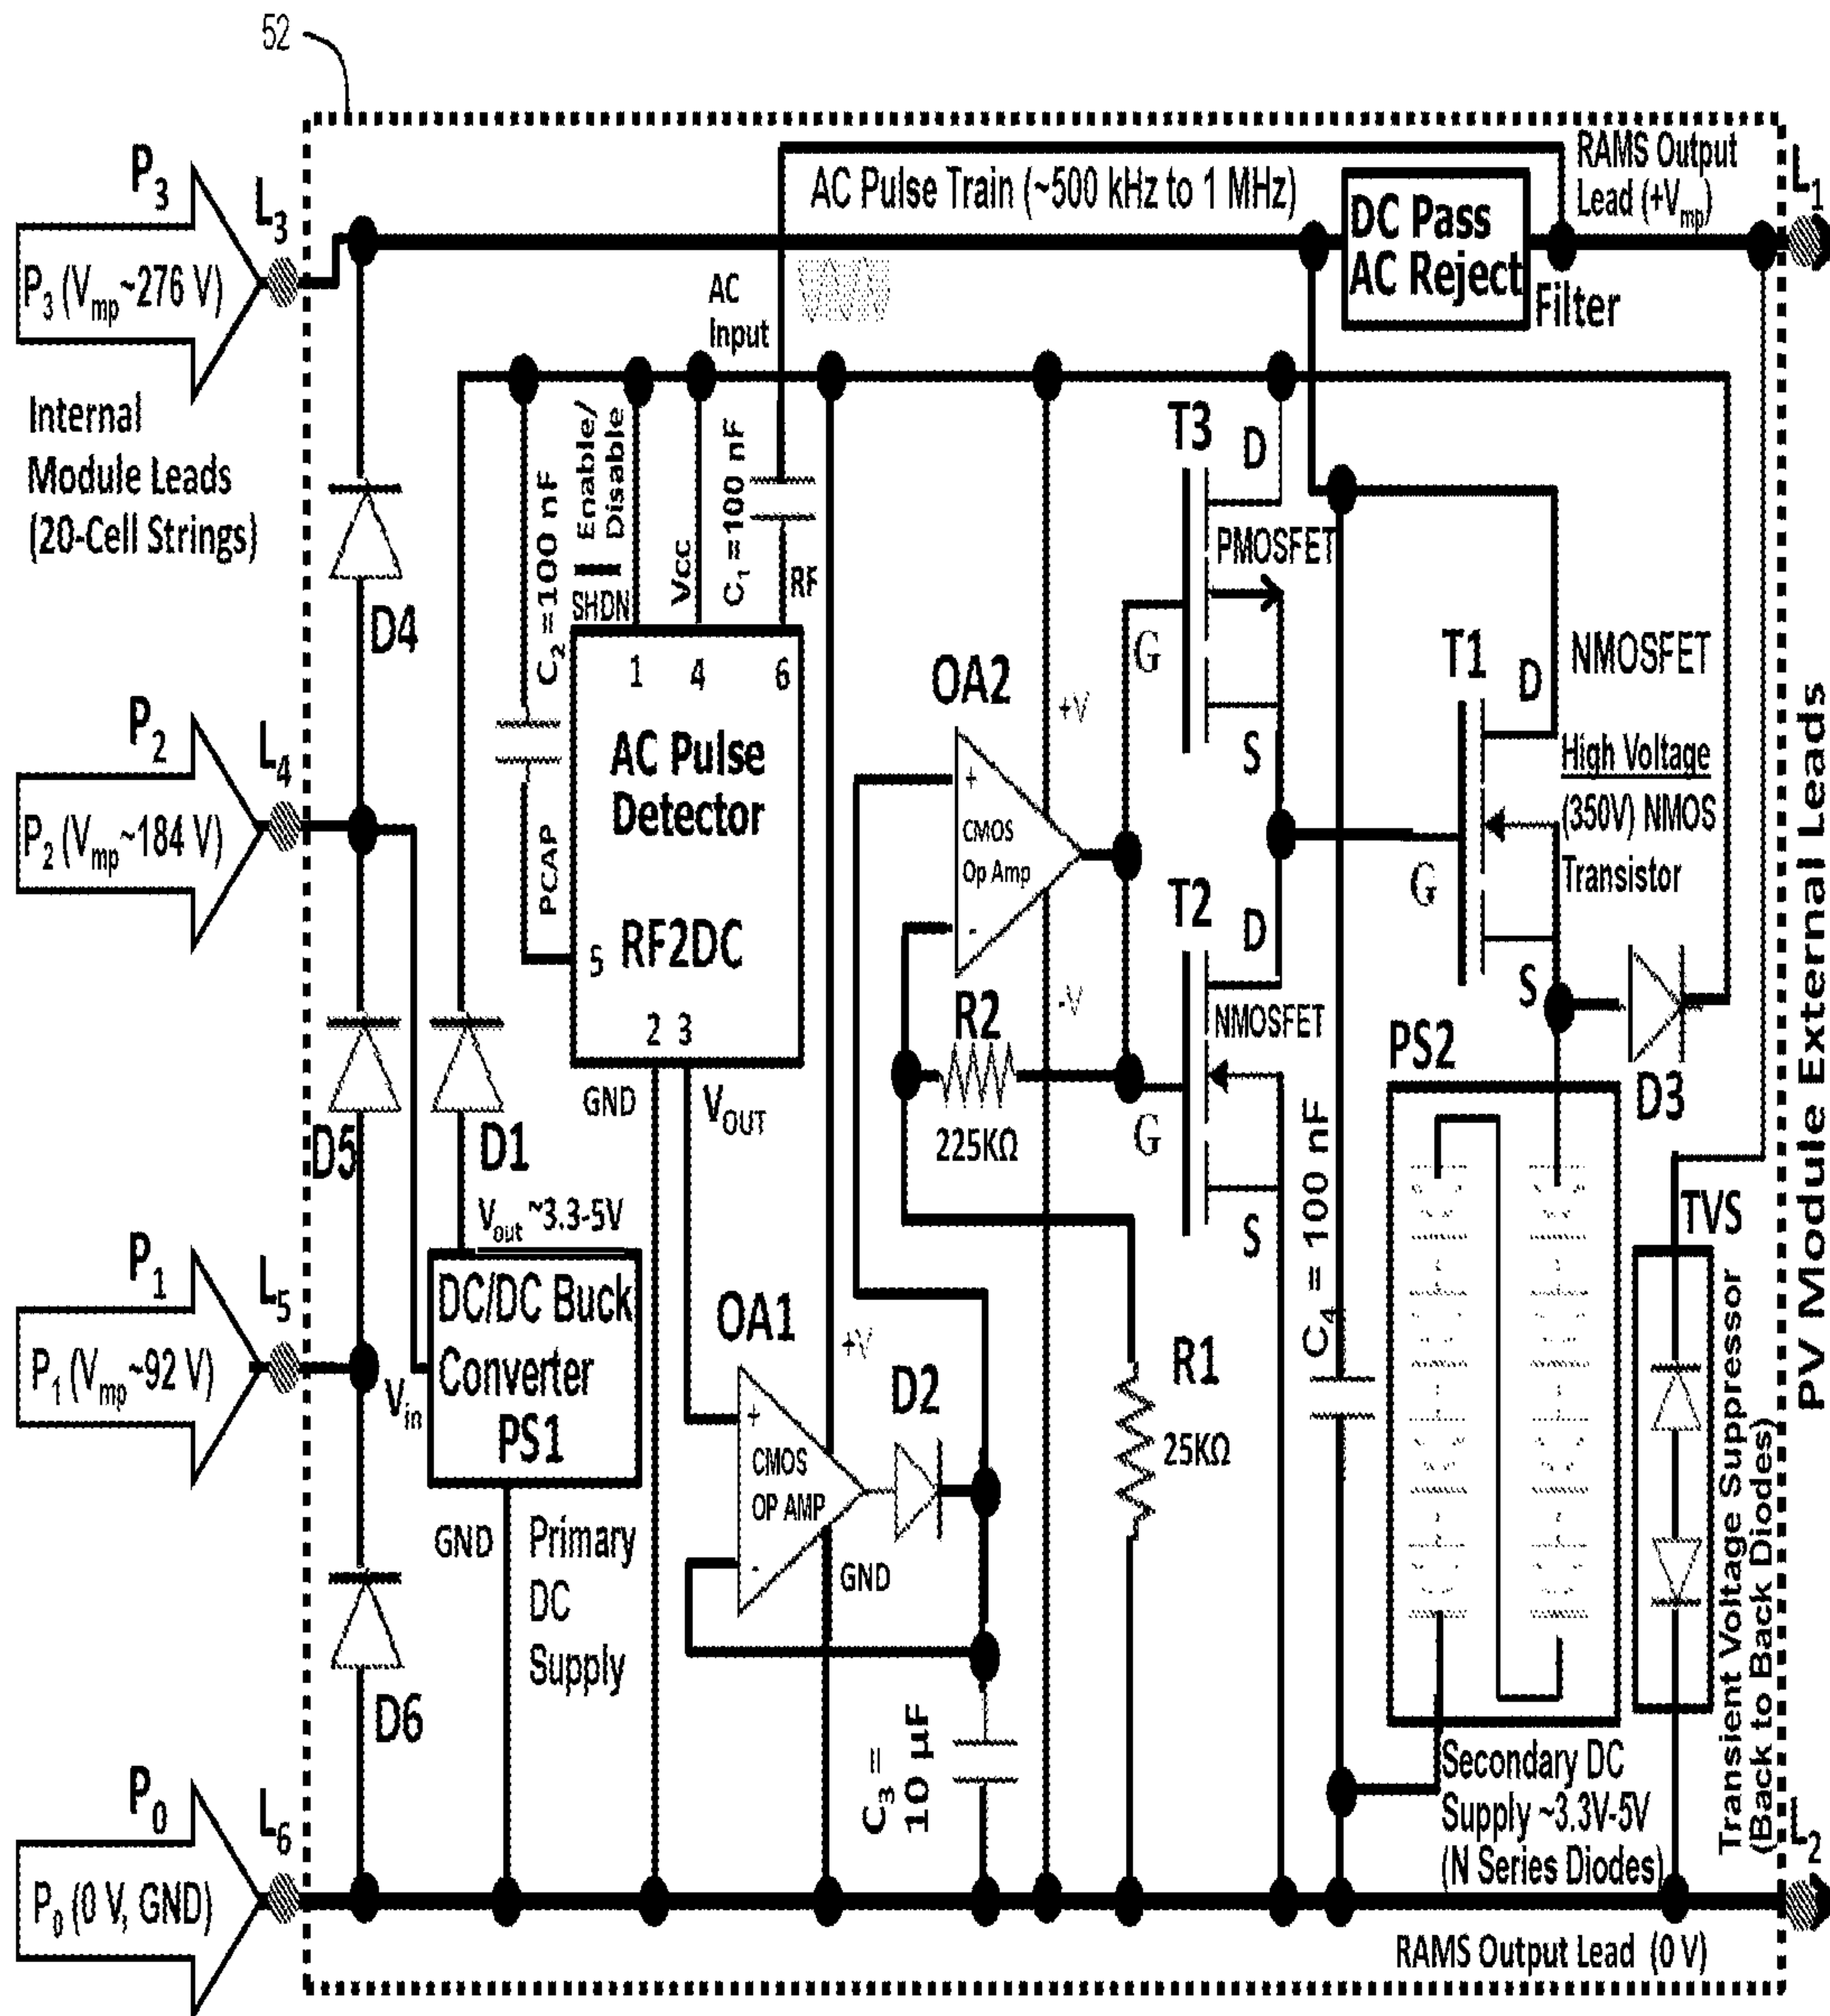 52
P3
L3
P3 (Vmp~276 V)
Internal
Module Leads
(20-Cell Strings)
P2
L4
P2 (Vmp~184 V)
P1
L5
P1 (Vmp~92 V)
P0
L6
P0 (0 V, GND)
AC Pulse Train (~500 kHz to 1 MHz)
DC Pass
AC Reject
Filter
RAMS Output
Lead (+Vmp)
L1
AC
Input
D4
D5
D6
D1
C2 =100 nF
PCAP
Enable/
Disable
SHDN
Vcc
C1 =100 nF
RF
1 4 6
AC Pulse
Detector
RF2DC
5
2 3
GND
VOUT
Vout ~3.3-5V
DC/DC Buck
Converter
PS1
Vin
GND
Primary
DC
Supply
OA1
+V
+
CMOS
OP AMP
-
GND
D2
C3 =
10 µF
OA2
+V
+
CMOS
Op Amp
-
-V
R2
225KΩ
R1
25KΩ
T3
D
PMOSFET
G
S
T2
D
NMOSFET
G
S
C4 = 100 nF
T1
D
NMOSFET
High Voltage
(350V) NMOS
Transistor
G
S
D3
PS2
Secondary DC
Supply ~3.3V-5V
(N Series Diodes)
TVS
Transient Voltage Suppressor
(Back to Back Diodes)
PV Module External Leads
L2
RAMS Output Lead (0 V)